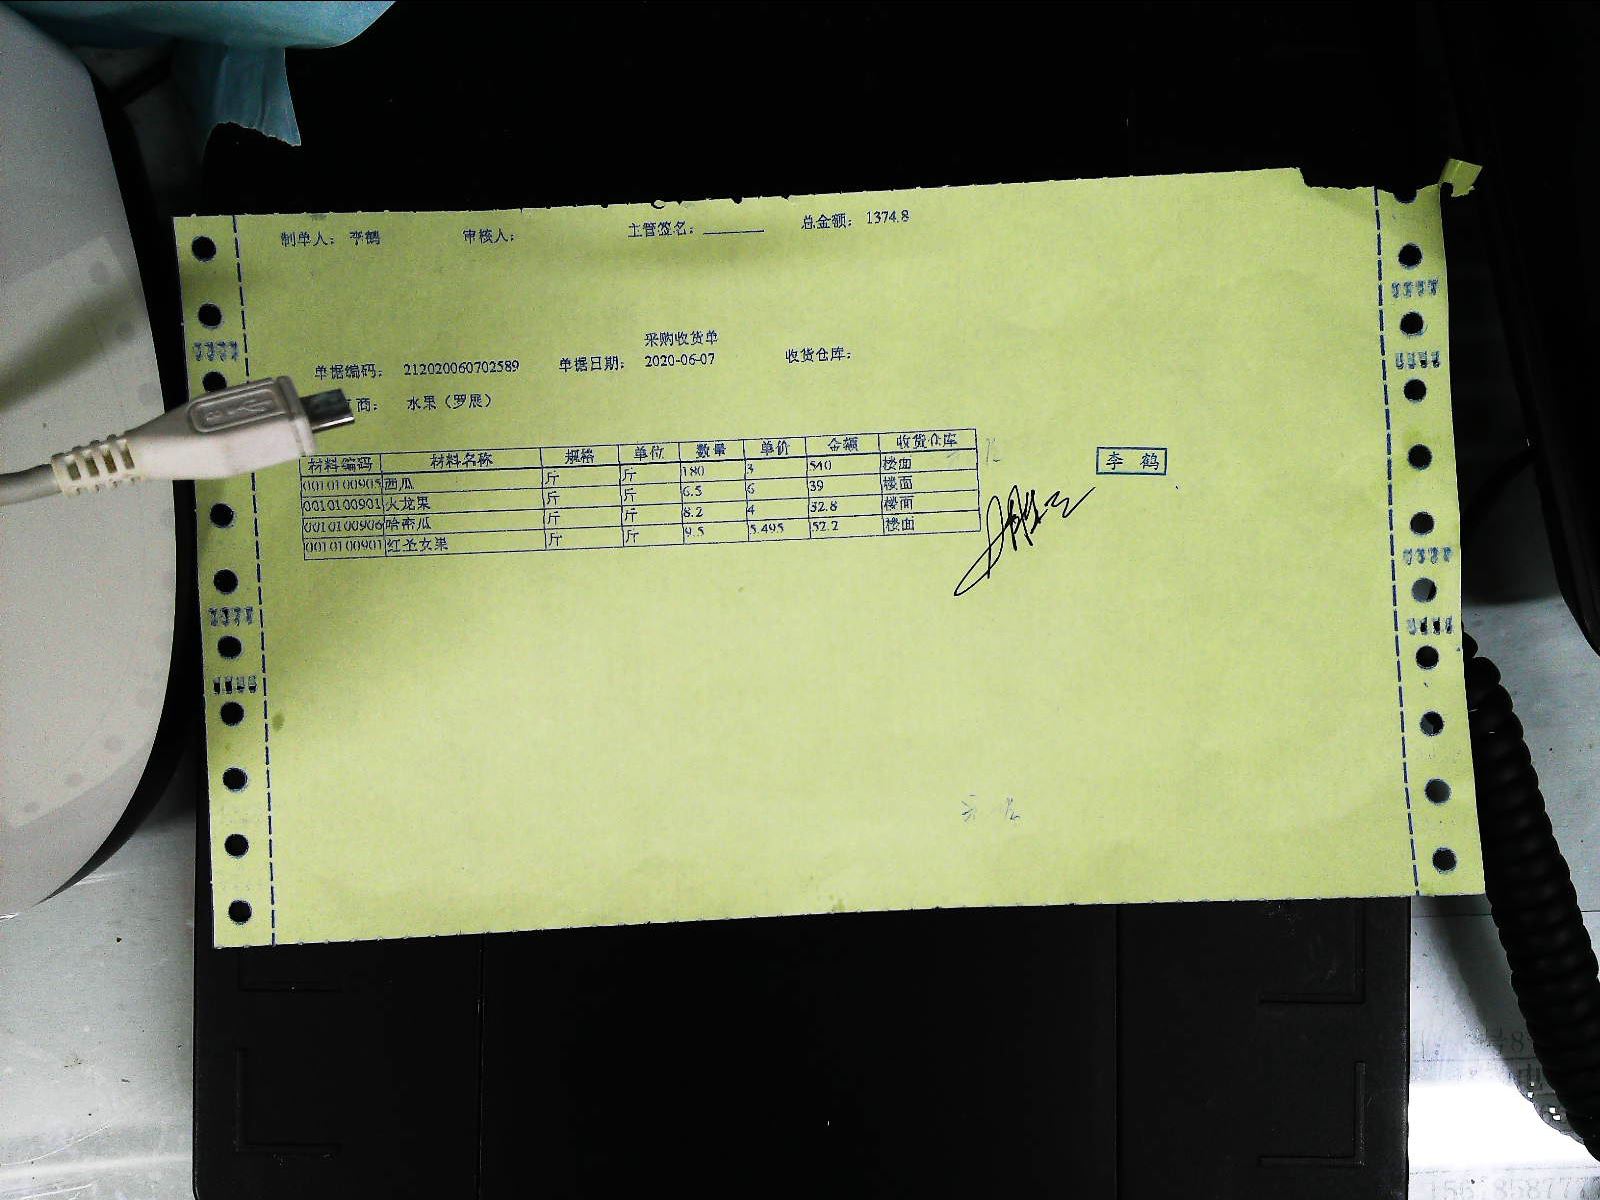 制单人: 李鹤 审核人: 主管签名: 总金额: 1374.8
采购收货单
单据编码: 212020060702589 单据日期: 2020-06-07 收货仓库:
商: 水果（罗展）
材料编码 材料名称 规格 单位 数量 单价 金额 收货仓库
0010100905 西瓜 斤 斤 180 3 540 楼面
0010100901 火龙果 斤 斤 6.5 6 39 楼面
0010100906 哈密瓜 斤 斤 8.2 4 32.8 楼面
0010100901 红圣女果 斤 斤 9.5 5.495 52.2 楼面
李 鹤